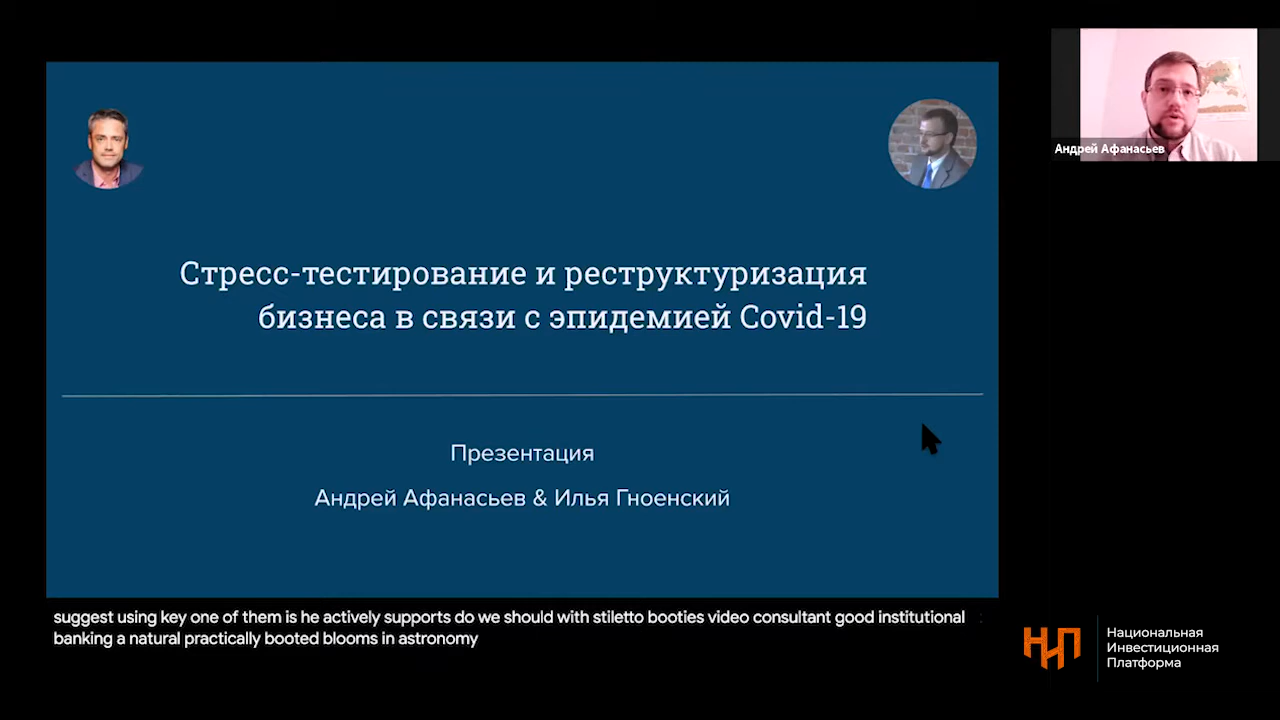 Андрей Афанасьев
Стресс-тестирование и реструктуризация
бизнеса в связи с эпидемией Covid-19
Презентация
Андрей Афанасьев & Илья Гноенский
suggest using key one of them is he actively supports do we should with stiletto booties video consultant good institutional
banking a natural practically booted blooms in astronomy
НИП
Национальная
Инвестиционная
Платформа